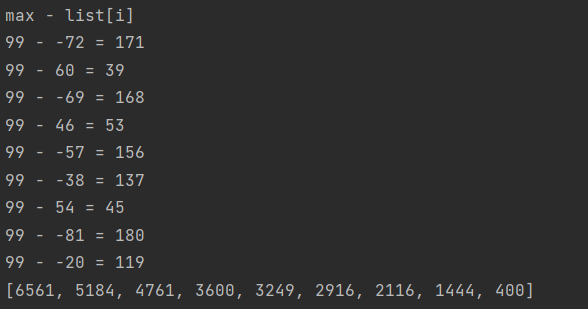 max - list[i]
99 - -72 = 171
99 - 60 = 39
99 - -69 = 168
99 - 46 = 53
99 - -57 = 156
99 - -38 = 137
99 - 54 = 45
99 - -81 = 180
99 - -20 = 119
[6561, 5184, 4761, 3600, 3249, 2916, 2116, 1444, 400]